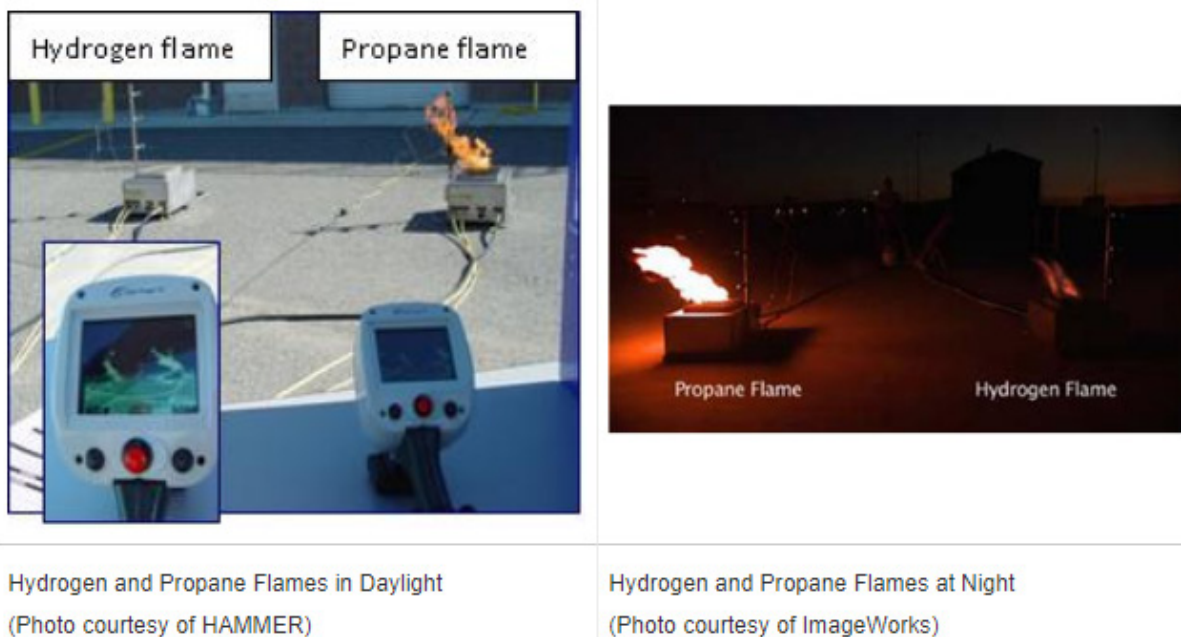 Hydrogen flame
Propane flame
Propane Flame
Hydrogen Flame
Hydrogen and Propane Flames in Daylight
(Photo courtesy of HAMMER)
Hydrogen and Propane Flames at Night
(Photo courtesy of ImageWorks)